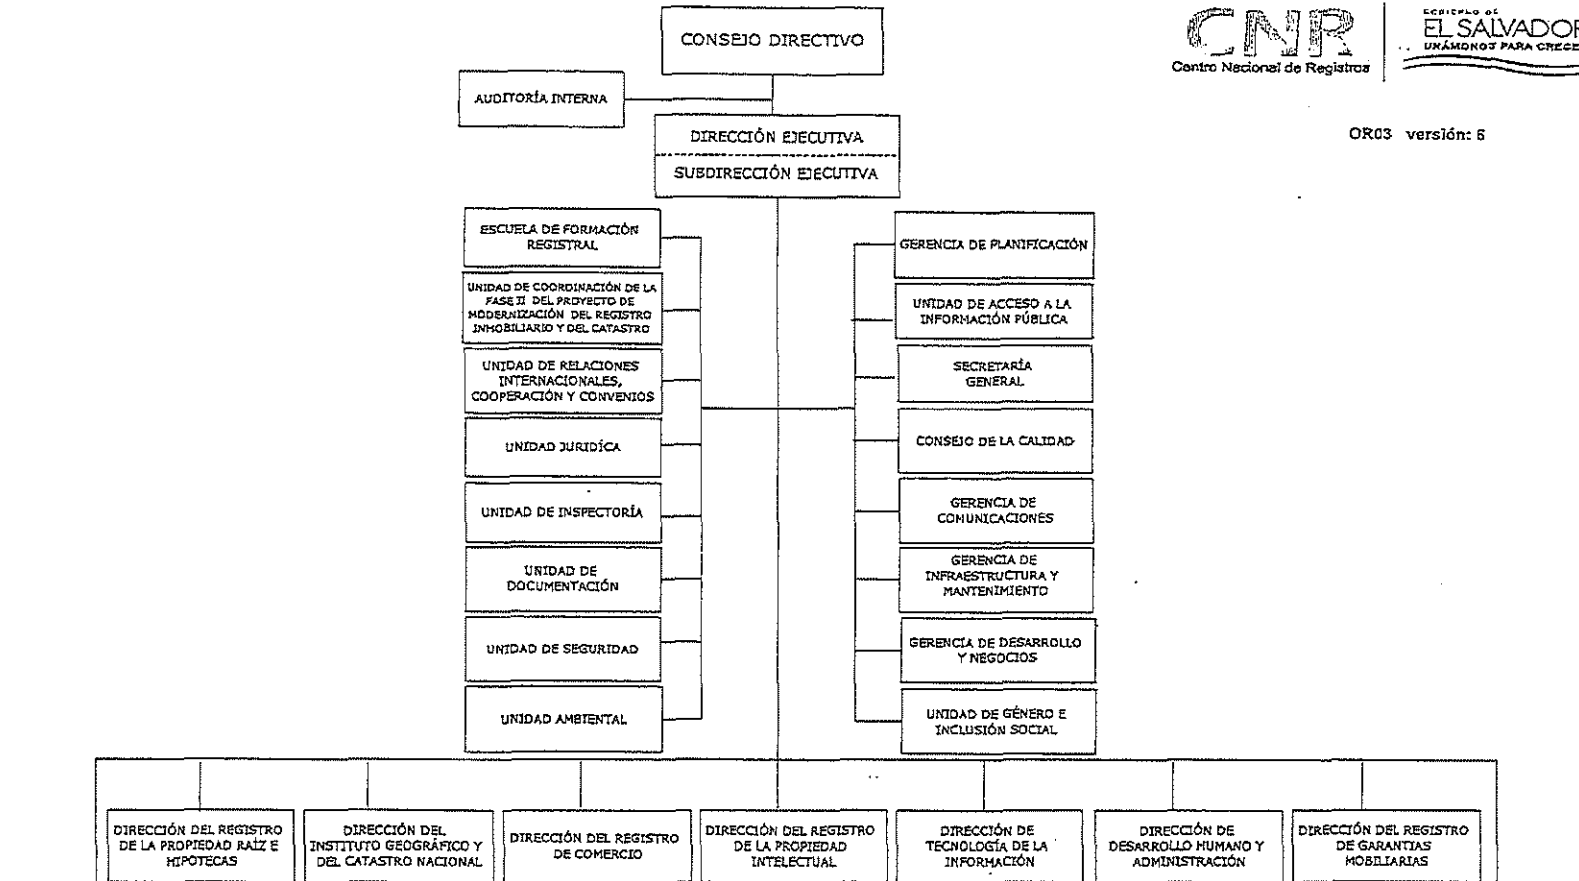 CONSEJO DIRECTIVO
CNR
Centro Nacional de Registros
GOBIERNO DE
EL SALVADOR
UNÁMONOS PARA CRECER
AUDITORÍA INTERNA
OR03 versión: 6
DIRECCIÓN EJECUTIVA
SUBDIRECCIÓN EJECUTIVA
ESCUELA DE FORMACIÓN
REGISTRAL
UNIDAD DE COORDINACIÓN DE LA
FASE II DEL PROYECTO DE
MODERNIZACIÓN DEL REGISTRO
INMOBILIARIO Y DEL CATASTRO
UNIDAD DE RELACIONES
INTERNACIONALES,
COOPERACIÓN Y CONVENIOS
UNIDAD JURIDÍCA
UNIDAD DE INSPECTORÍA
UNIDAD DE
DOCUMENTACIÓN
UNIDAD DE SEGURIDAD
UNIDAD AMBIENTAL
GERENCIA DE PLANIFICACIÓN
UNIDAD DE ACCESO A LA
INFORMACIÓN PÚBLICA
SECRETARÍA
GENERAL
CONSEJO DE LA CALIDAD
GERENCIA DE
COMUNICACIONES
GERENCIA DE
INFRAESTRUCTURA Y
MANTENIMIENTO
GERENCIA DE DESARROLLO
Y NEGOCIOS
UNIDAD DE GÉNERO E
INCLUSIÓN SOCIAL
DIRECCIÓN DEL REGISTRO
DE LA PROPIEDAD RAÍZ E
HIPOTECAS
DIRECCIÓN DEL
INSTITUTO GEOGRÁFICO Y
DEL CATASTRO NACIONAL
DIRECCIÓN DEL REGISTRO
DE COMERCIO
DIRECCIÓN DEL REGISTRO
DE LA PROPIEDAD
INTELECTUAL
DIRECCIÓN DE
TECNOLOGÍA DE LA
INFORMACIÓN
DIRECCIÓN DE
DESARROLLO HUMANO Y
ADMINISTRACIÓN
DIRECCIÓN DEL REGISTRO
DE GARANTIAS
MOBILIARIAS